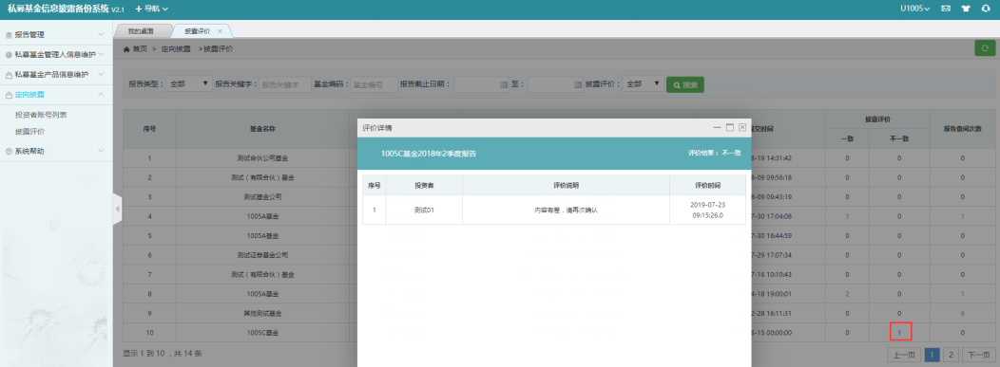 私募基金信息披露备份系统 V2.1 + 导航
U1005
报告管理
私募基金管理人信息维护
私募基金产品信息维护
定向披露
投资者账号列表
披露评价
系统帮助
我的桌面 披露评价 ×
首页 > 定向披露 >披露评价
报告类型： 全部 报告关键字： 报告关键字 基金编码： 基金编号 报告截止日期： 至： 披露评价： 全部 搜索
序号 基金名称 交时间 披露评价 报告查阅次数
一致 不一致
1 测试合伙公司基金 -19 14:31:42 0 0 0
2 测试（有限合伙）基金 -09 09:56:18 0 0 0
3 测试基金公司 -09 09:43:19 0 0 0
4 1005A基金 -30 17:04:08 1 0 1
5 1005A基金 -30 16:44:59 0 0 0
6 测试证券基金公司 -29 17:07:34 0 0 0
7 测试（有限合伙）基金 -16 10:10:43 0 0 0
8 1005A基金 -18 19:00:01 2 0 1
9 其他测试基金 -28 16:11:31 0 0 6
10 1005C基金 -15 00:00:00 0 1 0
显示 1 到 10 ，共 14 条
上一页 1 2 下一页
评价详情
1005C基金2018年2季度报告 评价结果： 不一致
序号 投资者 评价说明 评价时间
1 测试01 内容有差，请再次确认 2019-07-23
09:15:26.0